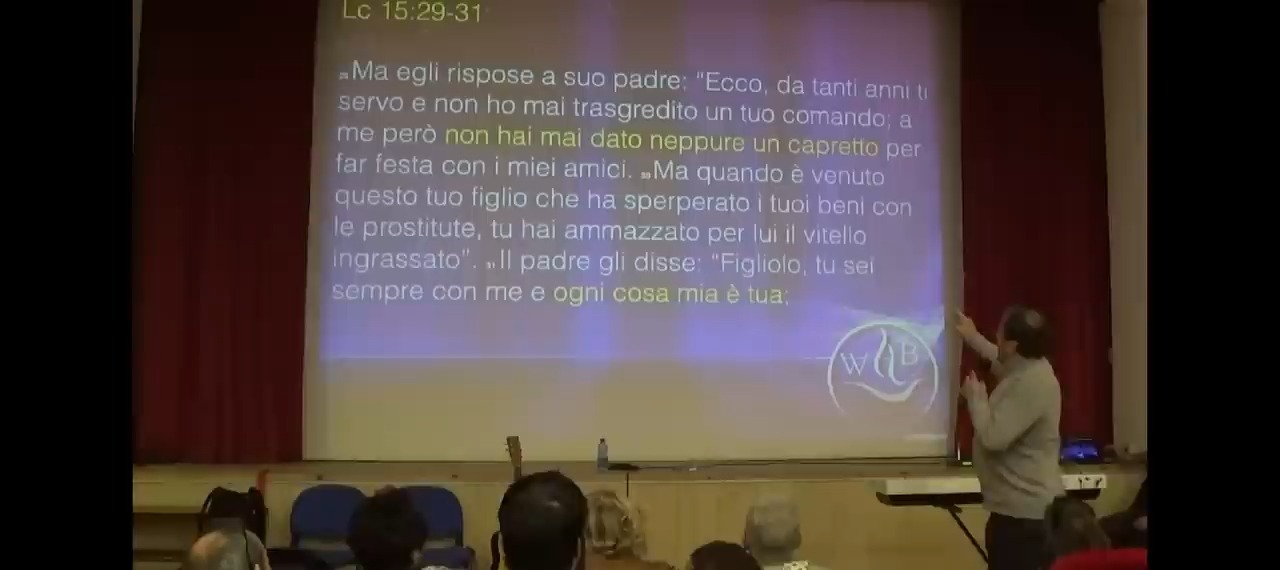 Lc 15:29-31
„Ma egli rispose a suo padre: “Ecco, da tanti anni ti
servo e non ho mai trasgredito un tuo comando; a
me però non hai mai dato neppure un capretto per
far festa con i miei amici. „Ma quando è venuto
questo tuo figlio che ha sperperato i tuoi beni con
le prostitute, tu hai ammazzato per lui il vitello
ingrassato”. „Il padre gli disse: “Figliolo, tu sei
sempre con me e ogni cosa mia è tua;
W B